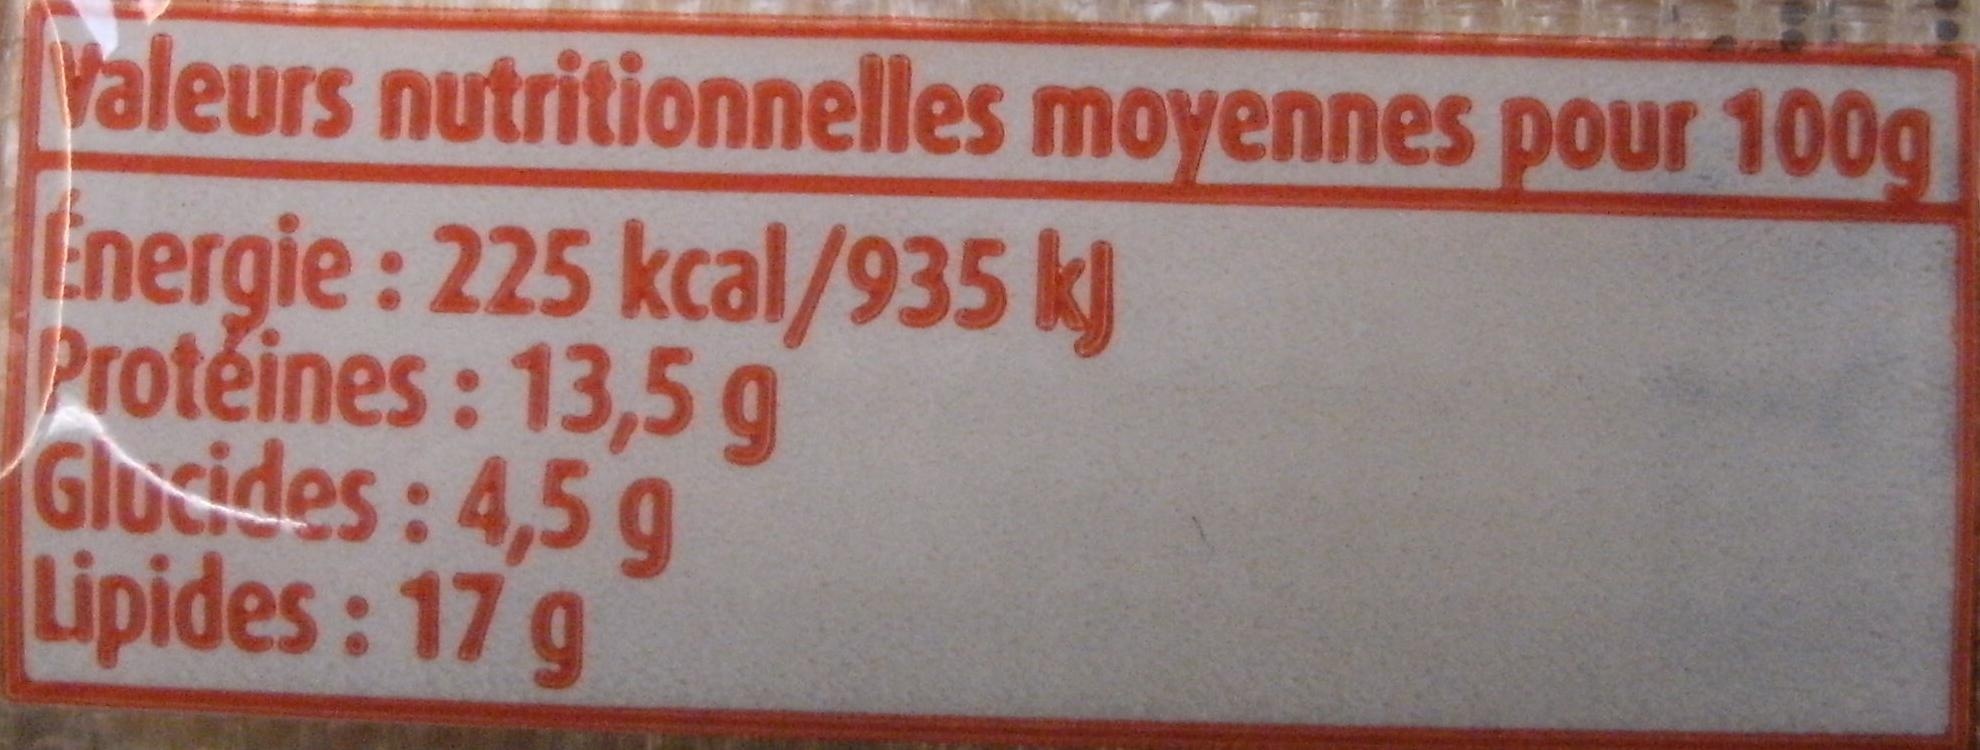 Valeurs nutritionnelles moyennes pour 100g
Énergie : 225 kcal/935 kJ
Protéines : 13,5 g
Glucides : 4,5 g
Lipides : 17 g